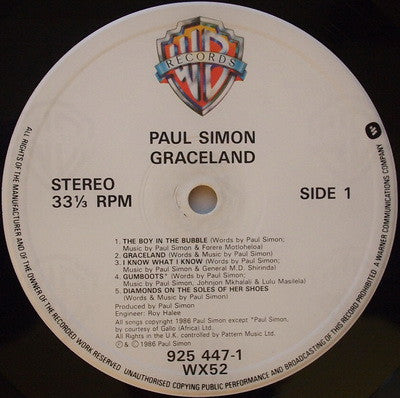 WB
RECORDS
PAUL SIMON
GRACELAND
STEREO
33⅓ RPM
SIDE 1
1. THE BOY IN THE BUBBLE (Words by Paul Simon;
Music by Paul Simon & Forere Motloheloa)
2. GRACELAND (Words & Music by Paul Simon)
3. I KNOW WHAT I KNOW (Words by Paul Simon;
Music by Paul Simon & General M.D. Shirinda)
4. GUMBOOTS* (Words by Paul Simon;
Music by Paul Simon, Johnjon Mkhalali & Lulu Masilela)
5. DIAMONDS ON THE SOLES OF HER SHOES
(Words & Music by Paul Simon)
Produced by Paul Simon
Engineer: Roy Halee
All songs copyright 1986 Paul Simon except *Paul Simon,
by courtesy of Gallo (Africa) Ltd.
All Rights in the U.K. controlled by Pattern Music Ltd.
℗ & © 1986 Paul Simon
925 447-1
WX52
ALL RIGHTS OF THE MANUFACTURER AND OF THE OWNER OF THE RECORDED WORK RESERVED. UNAUTHORISED COPYING PUBLIC PERFORMANCE AND BROADCASTING OF THIS RECORD PROHIBITED. A WARNER COMMUNICATIONS COMPANY.